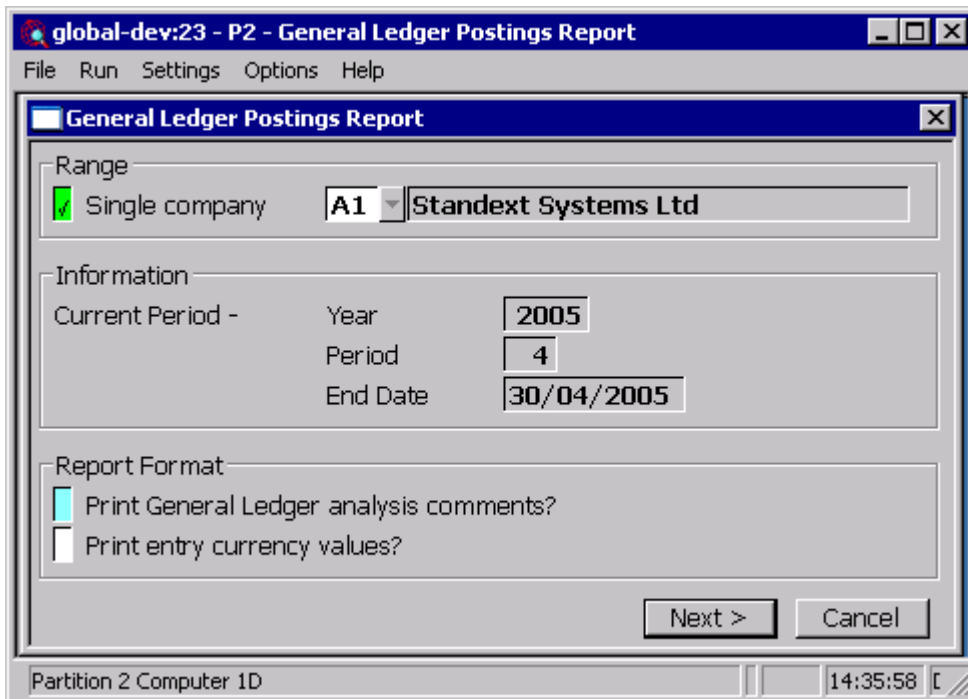 global-dev:23 - P2 - General Ledger Postings Report
File Run Settings Options Help
General Ledger Postings Report
Range
Single company A1 Standext Systems Ltd
Information
Current Period - Year 2005
Period 4
End Date 30/04/2005
Report Format
Print General Ledger analysis comments?
Print entry currency values?
Next > Cancel
Partition 2 Computer 1D 14:35:58